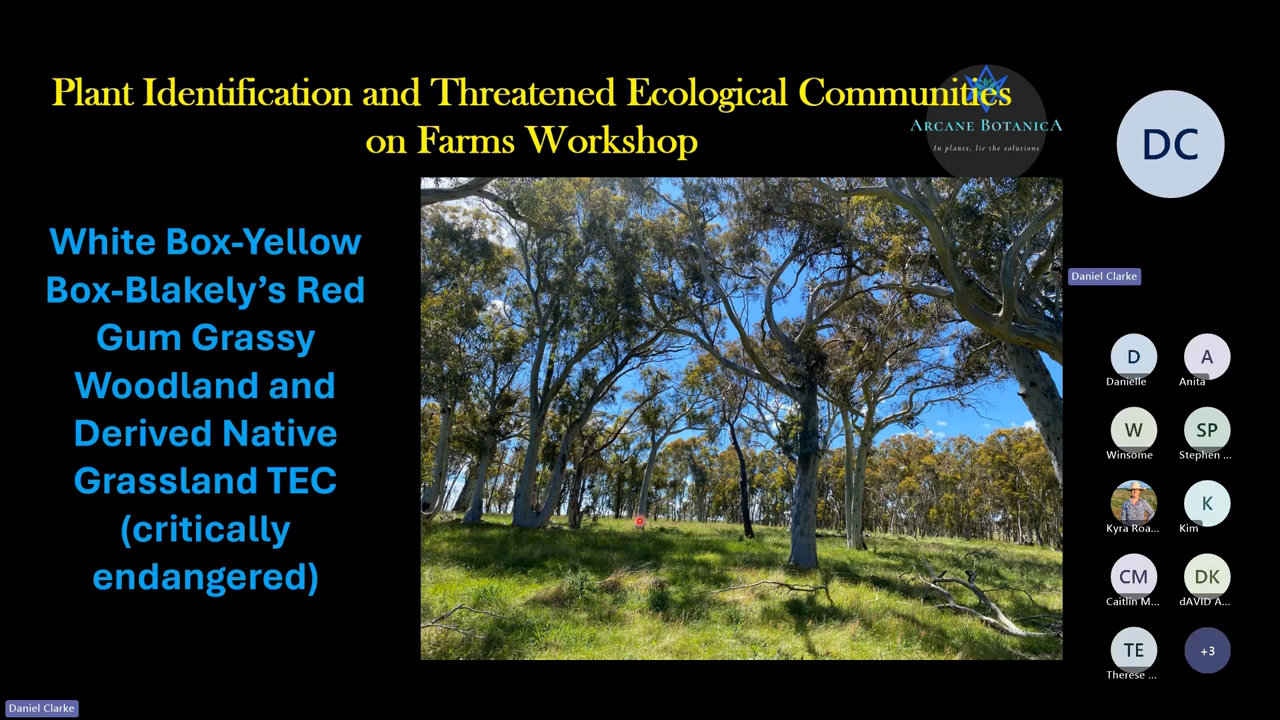 Plant Identification and Threatened Ecological Communities
on Farms Workshop
ARCANE BOTANICA
In plants, lie the solutions
White Box-Yellow
Box-Blakely's Red
Gum Grassy
Woodland and
Derived Native
Grassland TEC
(critically
endangered)
DC
Daniel Clarke
D
A
Danielle
Anita
W
SP
Winsome
Stephen ...
K
Kyra Roa...
Kim
CM
DK
Caitlin M...
dAVID A...
TE
+3
Therese ...
Daniel Clarke